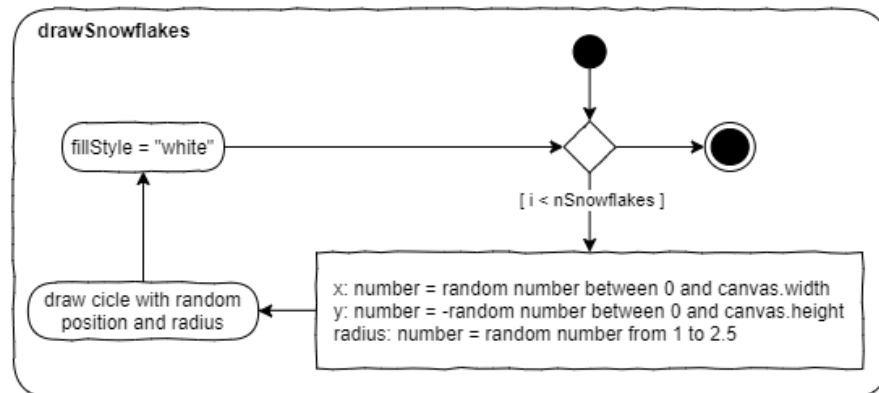 drawSnowflakes
fillStyle = "white"
[ i < nSnowflakes ]
x: number = random number between 0 and canvas.width
y: number = -random number between 0 and canvas.height
radius: number = random number from 1 to 2.5
draw cicle with random
position and radius